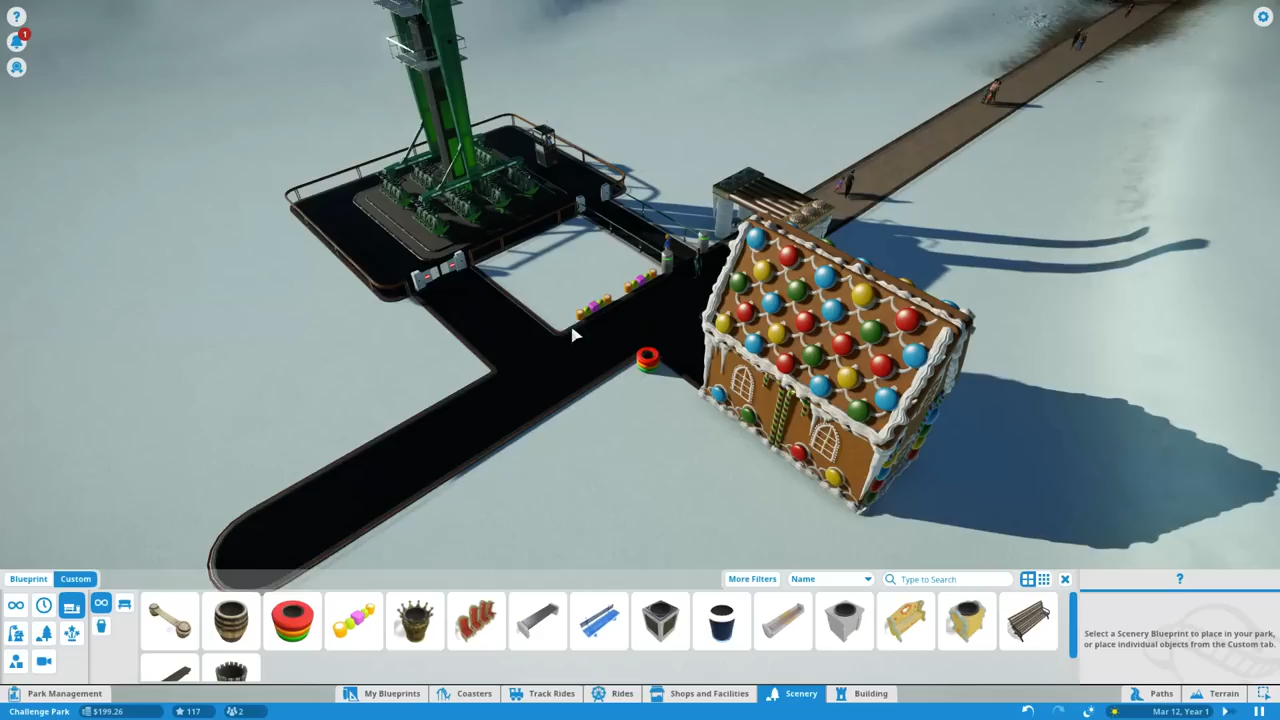 ?
1
Blueprint
Custom
More Filters
Name
Type to Search
?
Select a Scenery Blueprint to place in your park,
or place individual objects from the Custom tab.
Park Management
My Blueprints
Coasters
Track Rides
Rides
Shops and Facilities
Scenery
Building
Paths
Terrain
Challenge Park
$199.26
117
2
Mar 12, Year 1